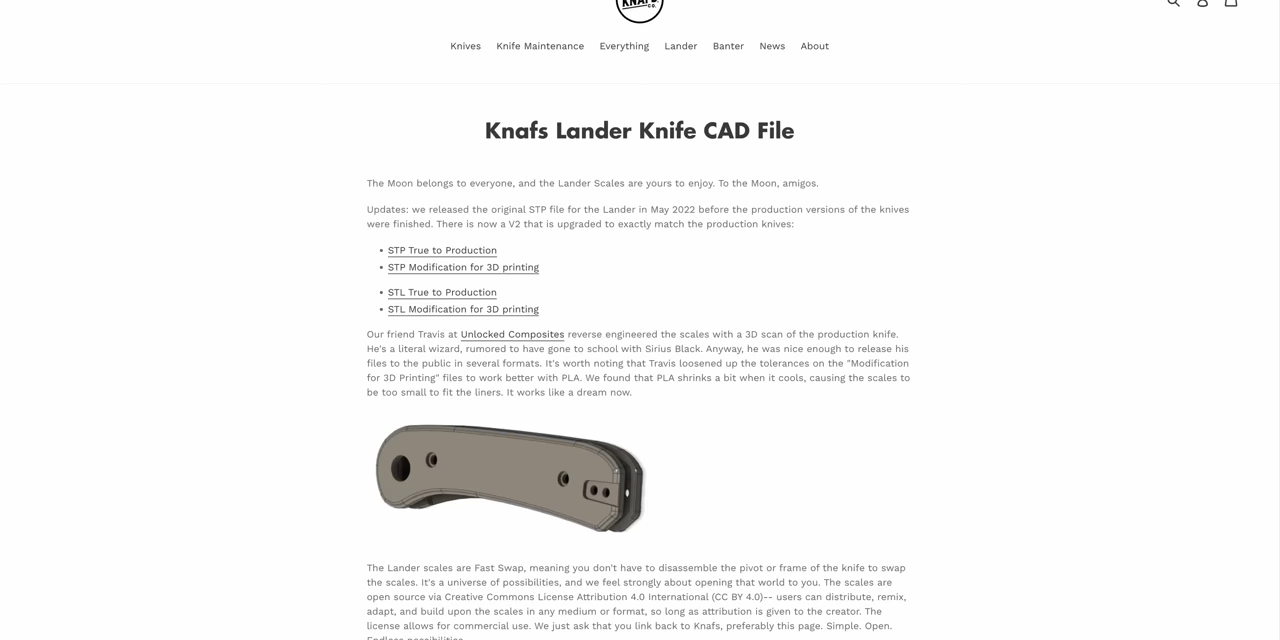 KNAFS
CO.
Knives Knife Maintenance Everything Lander Banter News About
Knafs Lander Knife CAD File
The Moon belongs to everyone, and the Lander Scales are yours to enjoy. To the Moon, amigos.
Updates: we released the original STP file for the Lander in May 2022 before the production versions of the knives
were finished. There is now a V2 that is upgraded to exactly match the production knives:
• STP True to Production
• STP Modification for 3D printing
• STL True to Production
• STL Modification for 3D printing
Our friend Travis at Unlocked Composites reverse engineered the scales with a 3D scan of the production knife.
He's a literal wizard, rumored to have gone to school with Sirius Black. Anyway, he was nice enough to release his
files to the public in several formats. It's worth noting that Travis loosened up the tolerances on the "Modification
for 3D Printing" files to work better with PLA. We found that PLA shrinks a bit when it cools, causing the scales to
be too small to fit the liners. It works like a dream now.
The Lander scales are Fast Swap, meaning you don't have to disassemble the pivot or frame of the knife to swap
the scales. It's a universe of possibilities, and we feel strongly about opening that world to you. The scales are
open source via Creative Commons License Attribution 4.0 International (CC BY 4.0)-- users can distribute, remix,
adapt, and build upon the scales in any medium or format, so long as attribution is given to the creator. The
license allows for commercial use. We just ask that you link back to Knafs, preferably this page. Simple. Open.
Endless possibilities.